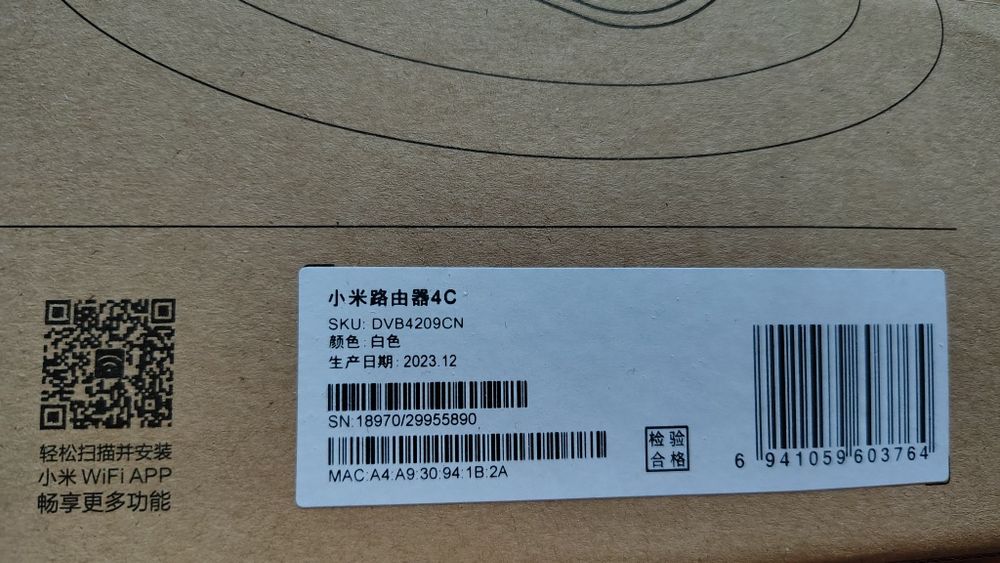 小米路由器4C
SKU: DVB4209CN
颜色: 白色
生产日期: 2023.12
SN:18970/29955890
MAC:A4:A9:30:94:1B:2A
检验
合格
6 941059 603764
轻松扫描并安装
小米 WiFi APP
畅享更多功能